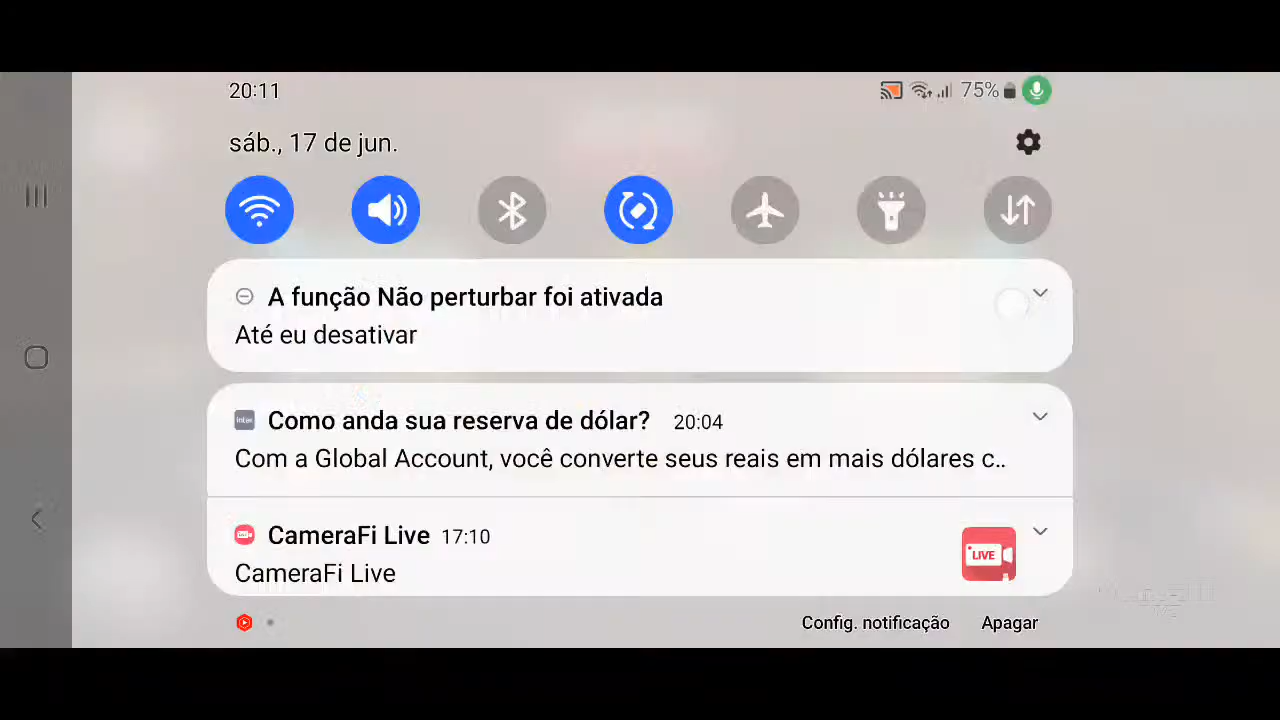 20:11
75%
sáb., 17 de jun.
A função Não perturbar foi ativada
Até eu desativar
inter
Como anda sua reserva de dólar? 20:04
Com a Global Account, você converte seus reais em mais dólares c..
CameraFi Live 17:10
LIVE
CameraFi Live
Config. notificação Apagar